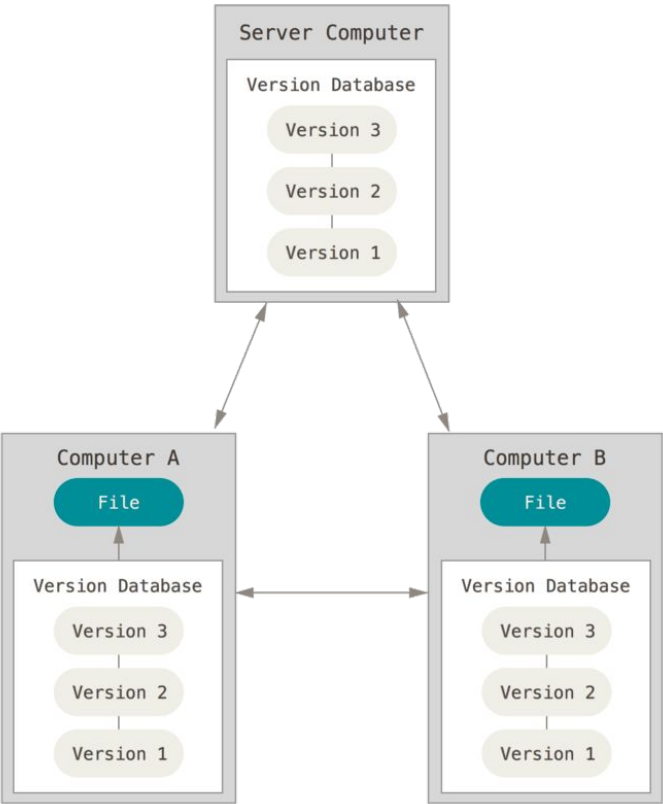 Server Computer
Version Database
Version 3
Version 2
Version 1
Computer A
File
Version Database
Version 3
Version 2
Version 1
Computer B
File
Version Database
Version 3
Version 2
Version 1